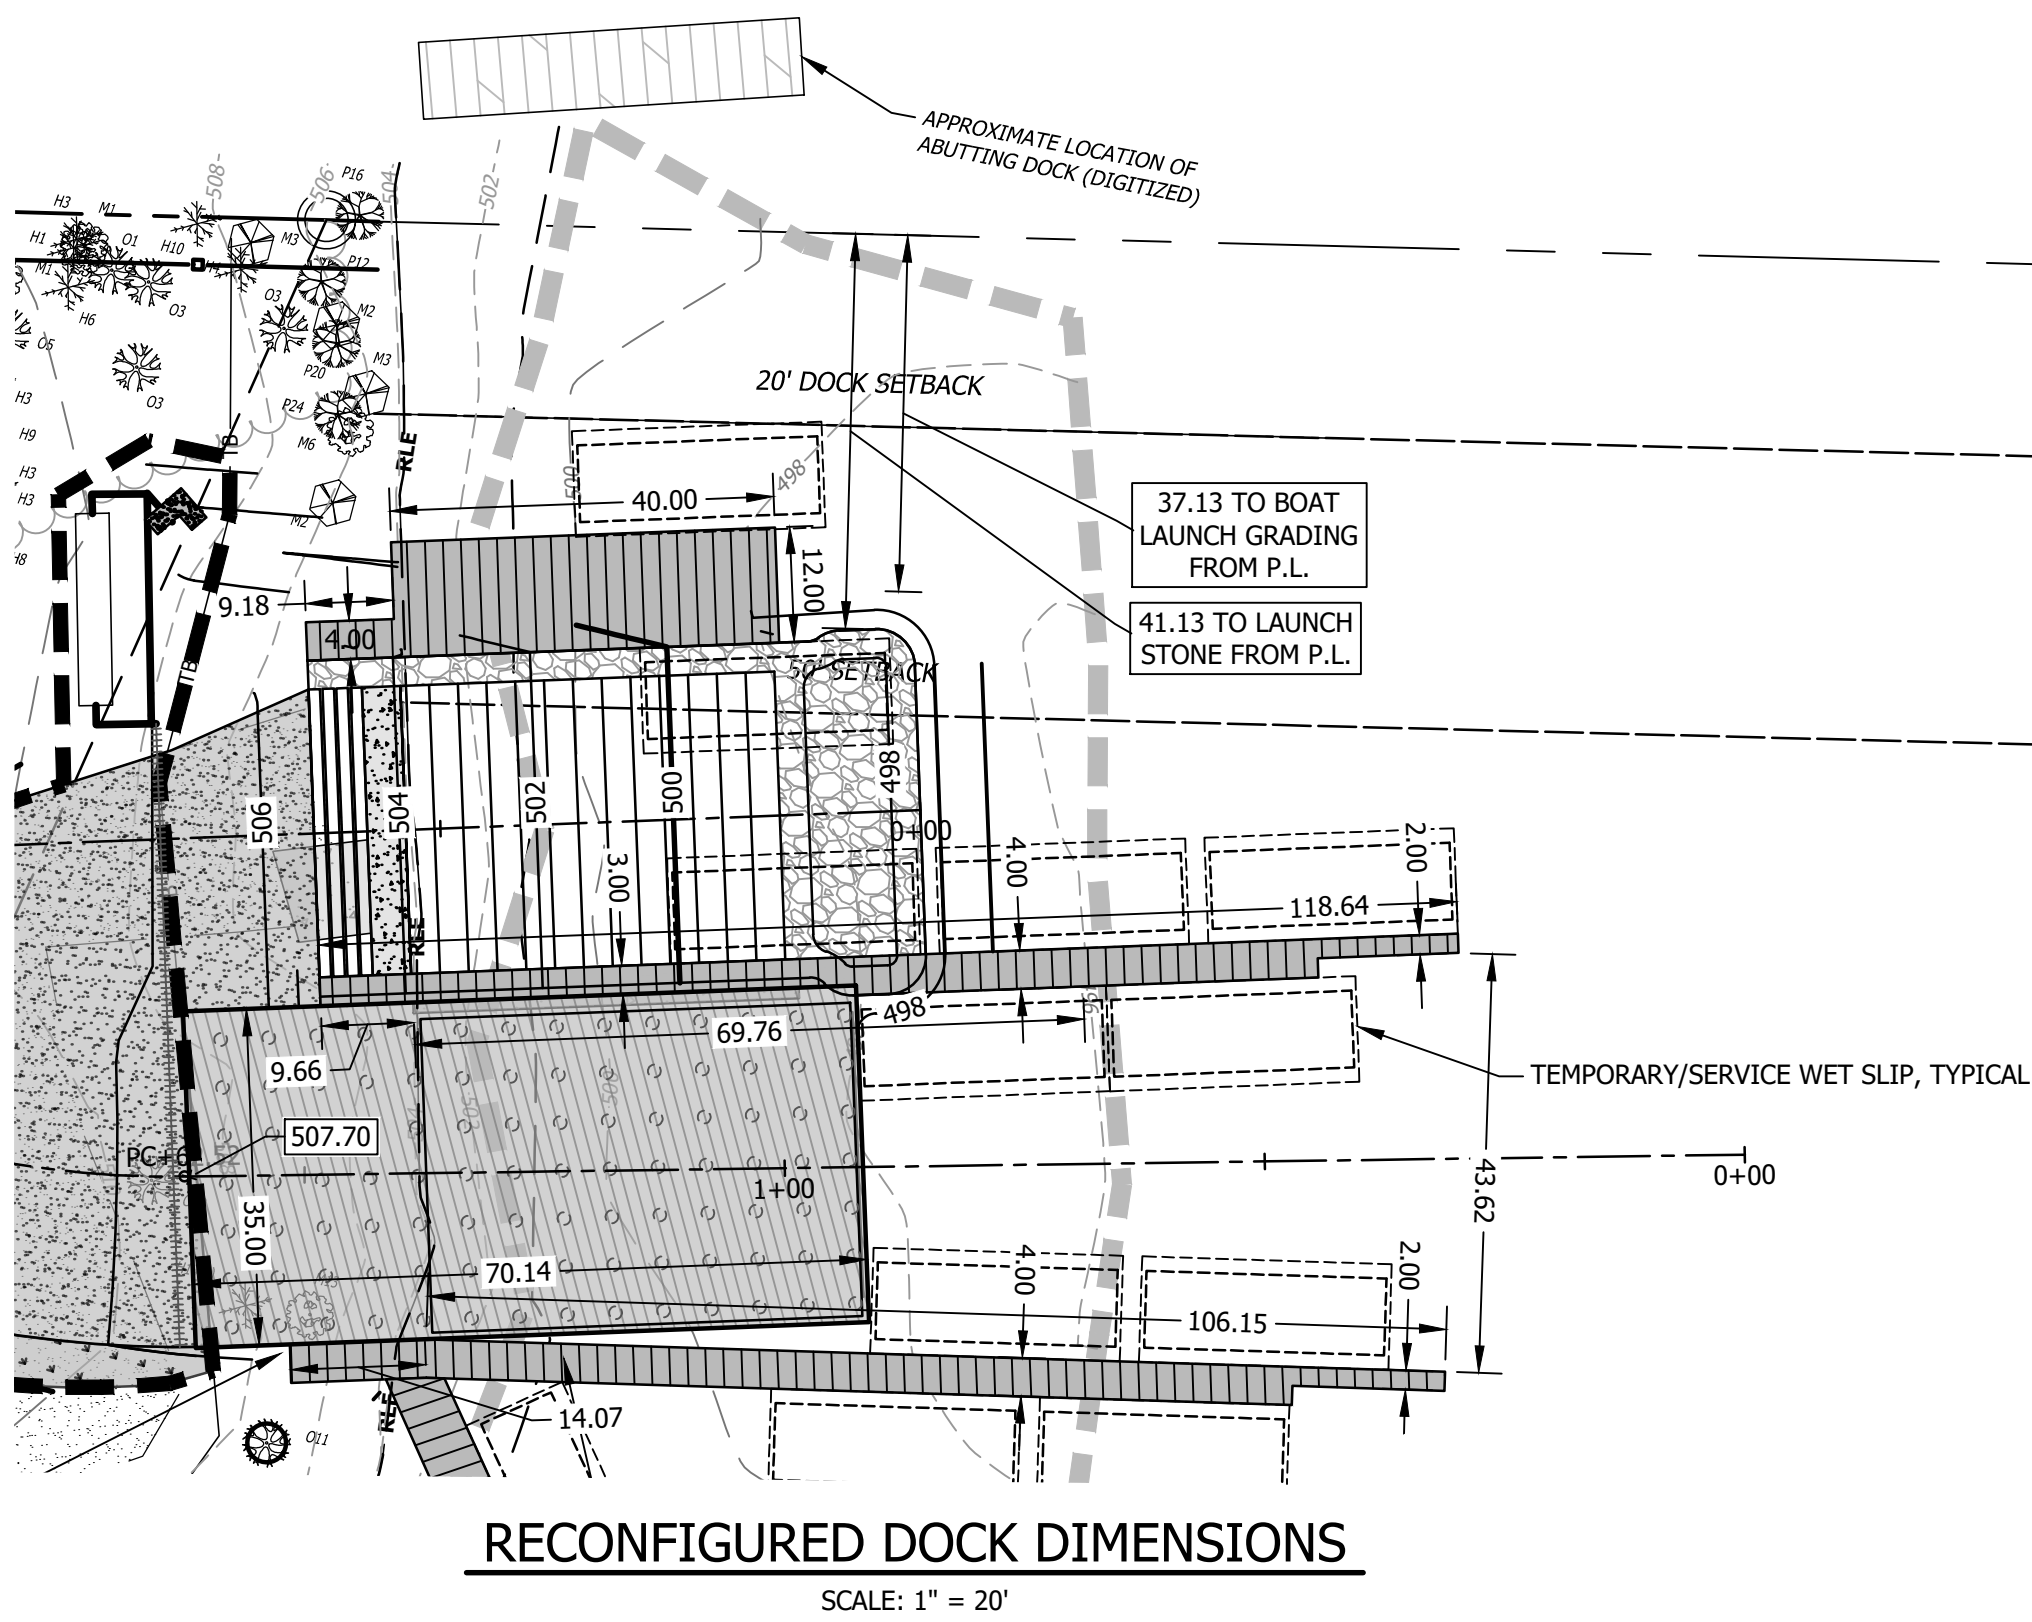 APPROXIMATE LOCATION OF
ABUTTING DOCK (DIGITIZED)
508
506
504
502
P16
H3
M1
H1
O1
H10
M3
M1
P12
O3
O3
H6
M2
O5
P20
M3
H3
O3
P24
H9
M6
TB
RLE
H3
H3
M2
H8
20' DOCK SETBACK
500
498
40.00
37.13 TO BOAT
LAUNCH GRADING
FROM P.L.
12.00
9.18
4.00
41.13 TO LAUNCH
STONE FROM P.L.
50' SETBACK
TB
506
504
502
500
498
0+00
3.00
4.00
2.00
118.64
RLE
498
496
69.76
9.66
TEMPORARY/SERVICE WET SLIP, TYPICAL
504
502
500
507.70
1+00
0+00
43.62
35.00
70.14
4.00
2.00
106.15
14.07
RLE
O11
RECONFIGURED DOCK DIMENSIONS
SCALE: 1" = 20'